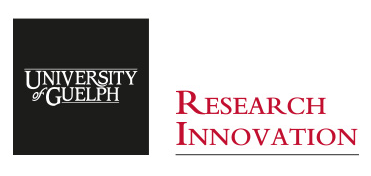 UNIVERSITY
of GUELPH
RESEARCH
INNOVATION